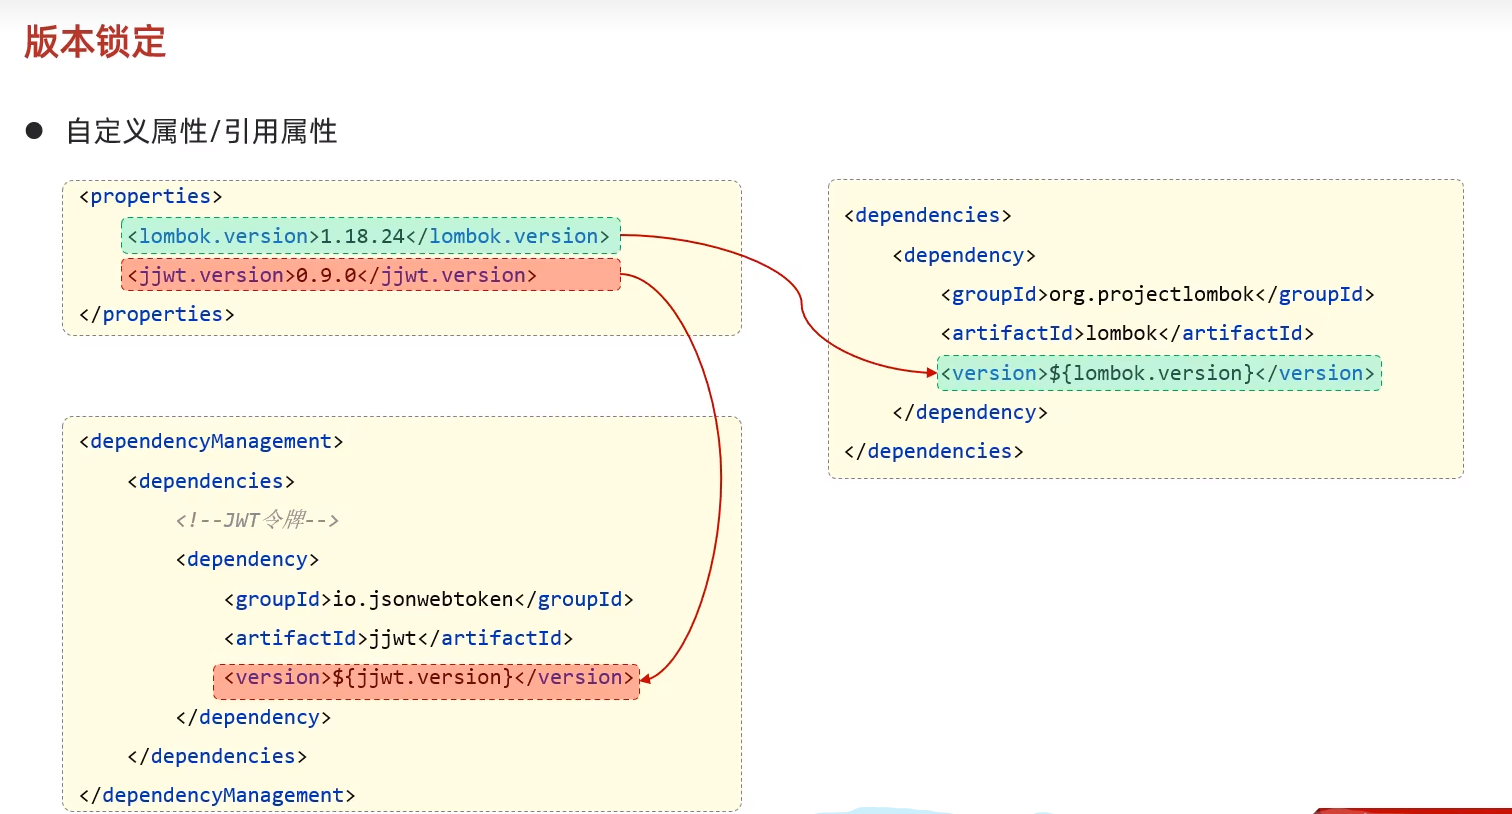 版本锁定
● 自定义属性/引用属性
<properties>
<lombok.version>1.18.24</lombok.version>
<jjwt.version>0.9.0</jjwt.version>
</properties>
<dependencyManagement>
<dependencies>
<!--JWT令牌-->
<dependency>
<groupId>io.jsonwebtoken</groupId>
<artifactId>jjwt</artifactId>
<version>${jjwt.version}</version>
</dependency>
</dependencies>
</dependencyManagement>
<dependencies>
<dependency>
<groupId>org.projectlombok</groupId>
<artifactId>lombok</artifactId>
<version>${lombok.version}</version>
</dependency>
</dependencies>